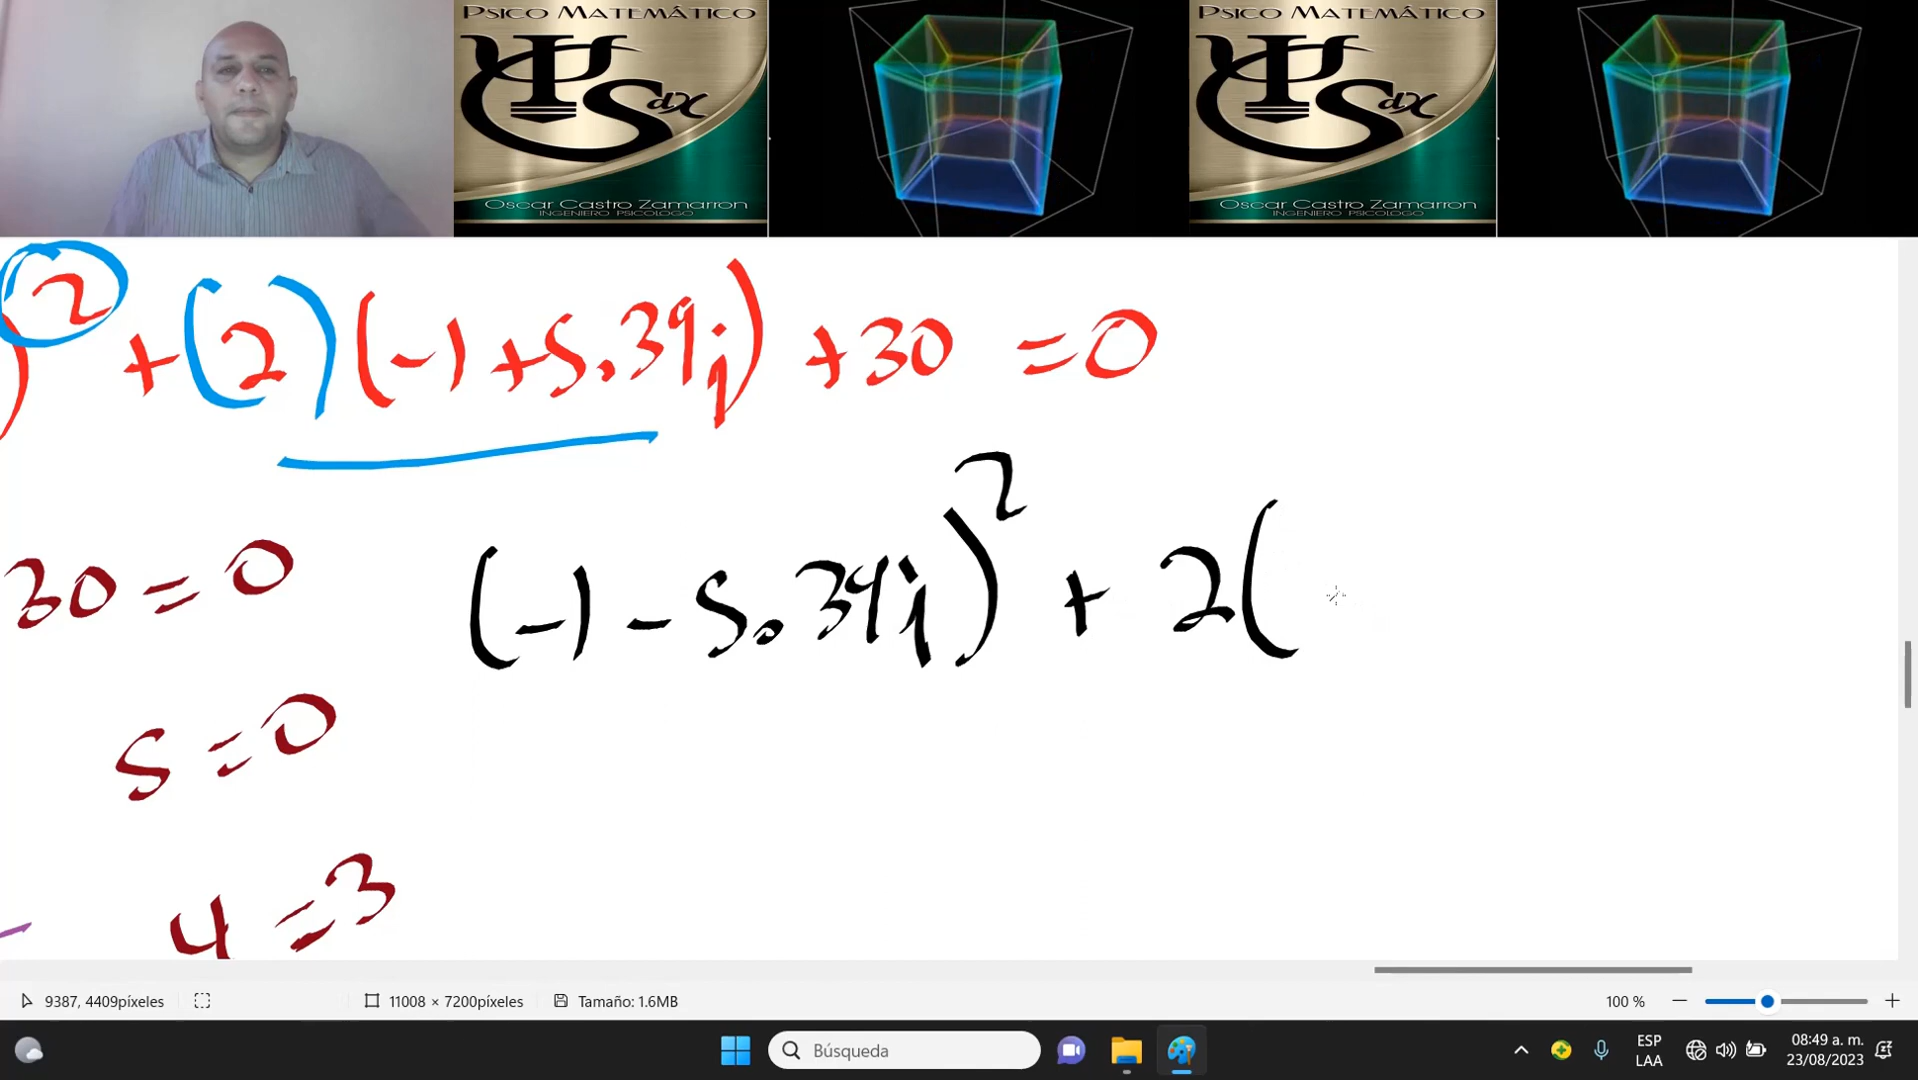 PSICO MATEMÁTICO
dx
Oscar Castro Zamarron
INGENIERO PSICOLOGO
PSICO MATEMÁTICO
dx
Oscar Castro Zamarron
INGENIERO PSICOLOGO
)² + (2)(-1 + 5.39i) + 30 = 0
30 = 0
(-1 - 5.39i)² + 2(
5 = 0
4 = 3
9387, 4409píxeles
11008 × 7200píxeles
Tamaño: 1.6MB
100 %
Búsqueda
ESP
LAA
08:49 a. m.
23/08/2023